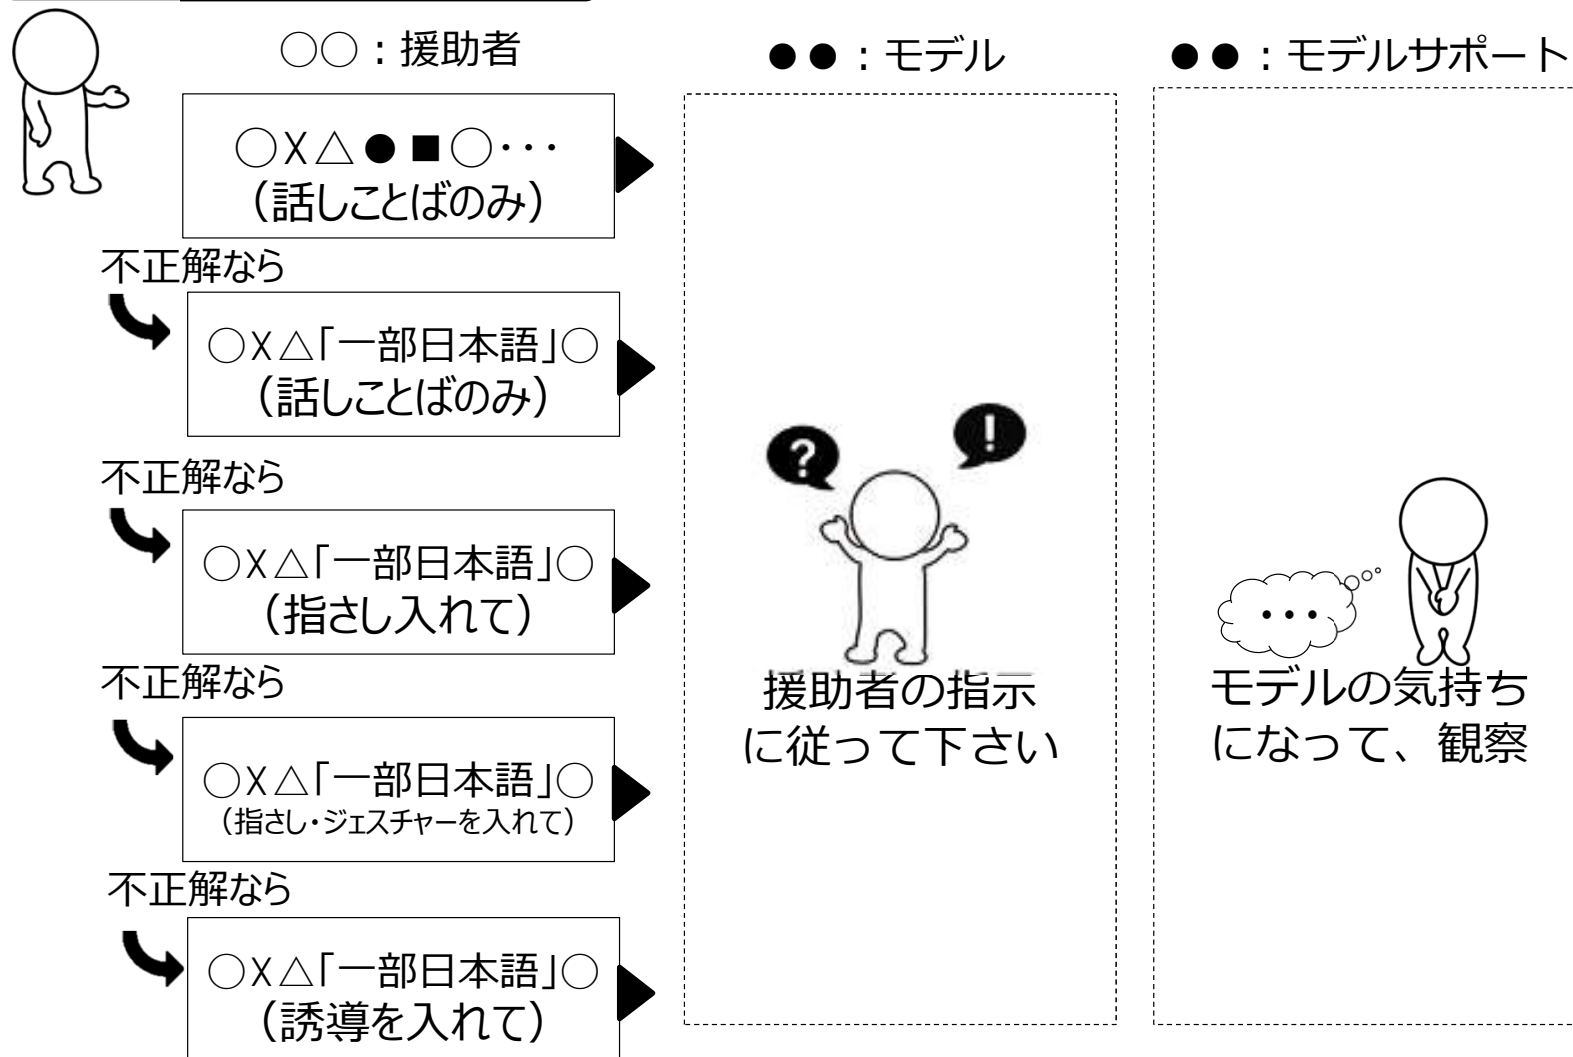 ○○：援助者
○X△●■○･･･
（話しことばのみ）
不正解なら
○X△「一部日本語」○
（話しことばのみ）
不正解なら
○X△「一部日本語」○
（指さし入れて）
不正解なら
○X△「一部日本語」○
（指さし・ジェスチャーを入れて）
不正解なら
○X△「一部日本語」○
（誘導を入れて）
●●：モデル
?
!
援助者の指示
に従って下さい
●●：モデルサポート
･･･
モデルの気持ち
になって、観察